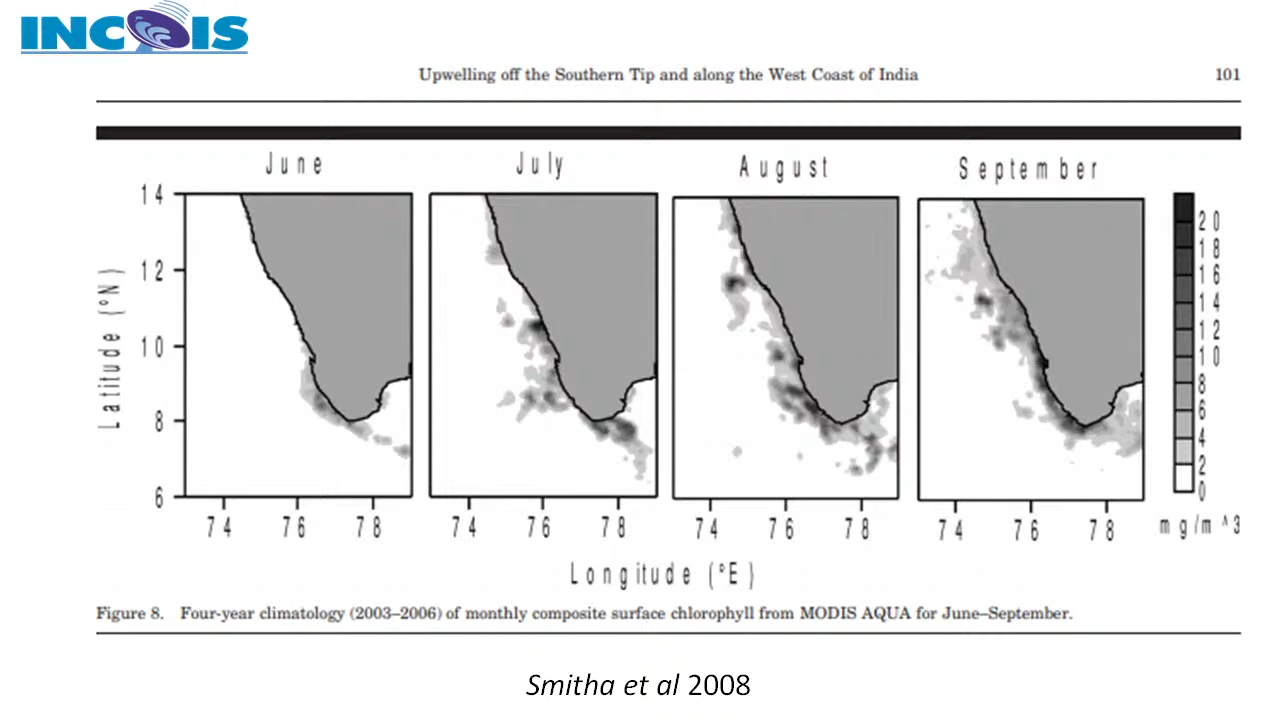 INCOIS
Upwelling off the Southern Tip and along the West Coast of India 101
June July August September
14
12
10
8
6
Latitude (°N)
74 76 78 74 76 78 74 76 78 74 76 78
Longitude (°E)
20
18
16
14
12
10
8
6
4
2
0
mg/m^3
Figure 8. Four-year climatology (2003–2006) of monthly composite surface chlorophyll from MODIS AQUA for June–September.
Smitha et al 2008